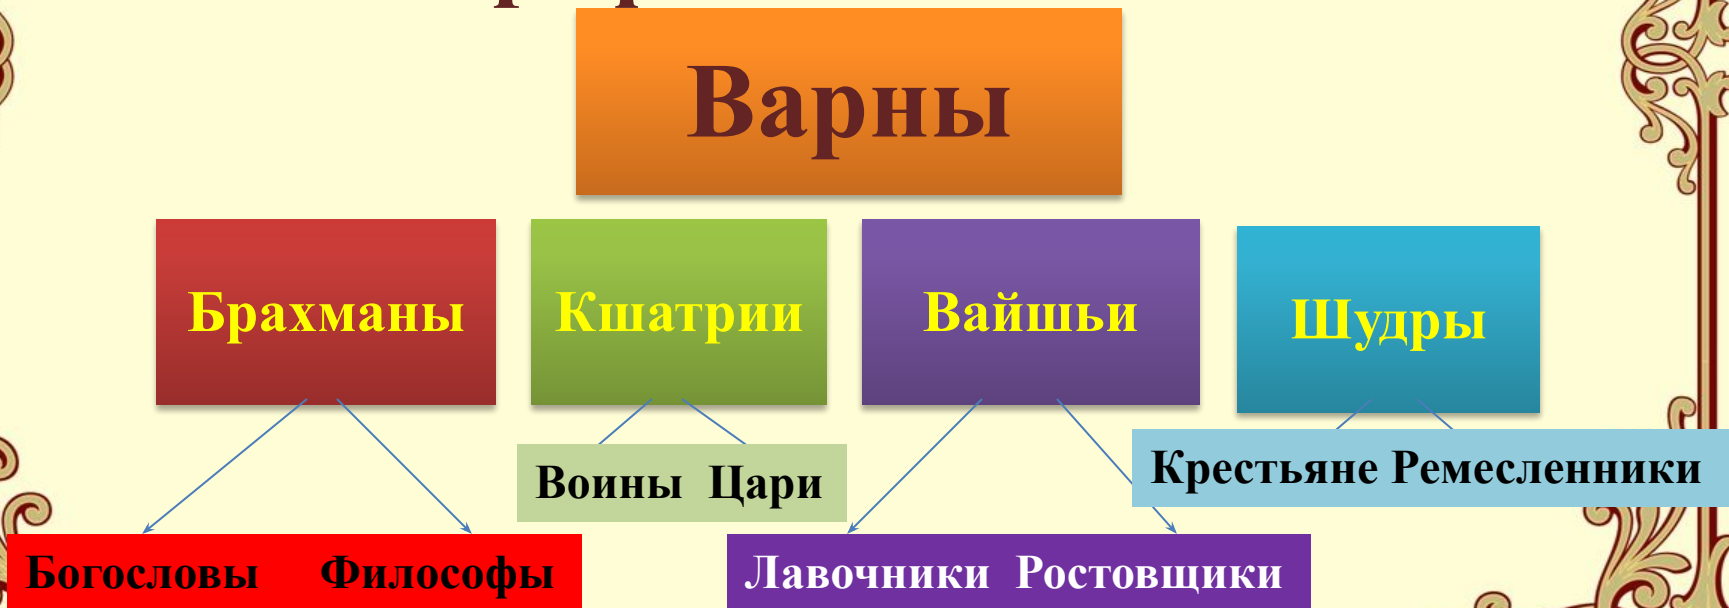 Варны
Брахманы
Кшатрии
Вайшьи
Шудры
Воины Цари
Крестьяне Ремесленники
Богословы Философы
Лавочники Ростовщики